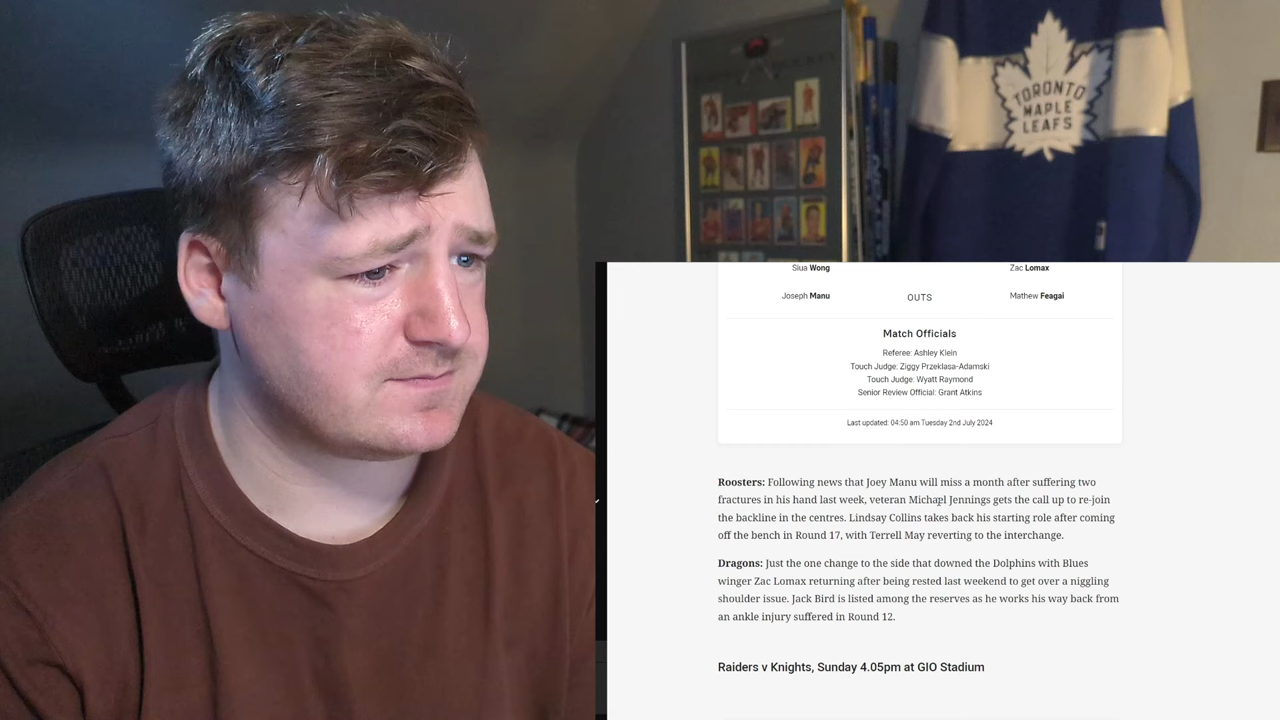 TORONTO
MAPLE
LEAFS
Siua Wong
Zac Lomax
Joseph Manu
OUTS
Mathew Feagai
Match Officials
Referee: Ashley Klein
Touch Judge: Ziggy Przeklasa-Adamski
Touch Judge: Wyatt Raymond
Senior Review Official: Grant Atkins
Last updated: 04:50 am Tuesday 2nd July 2024
Roosters: Following news that Joey Manu will miss a month after suffering two
fractures in his hand last week, veteran Michael Jennings gets the call up to re-join
the backline in the centres. Lindsay Collins takes back his starting role after coming
off the bench in Round 17, with Terrell May reverting to the interchange.
Dragons: Just the one change to the side that downed the Dolphins with Blues
winger Zac Lomax returning after being rested last weekend to get over a niggling
shoulder issue. Jack Bird is listed among the reserves as he works his way back from
an ankle injury suffered in Round 12.
Raiders v Knights, Sunday 4.05pm at GIO Stadium